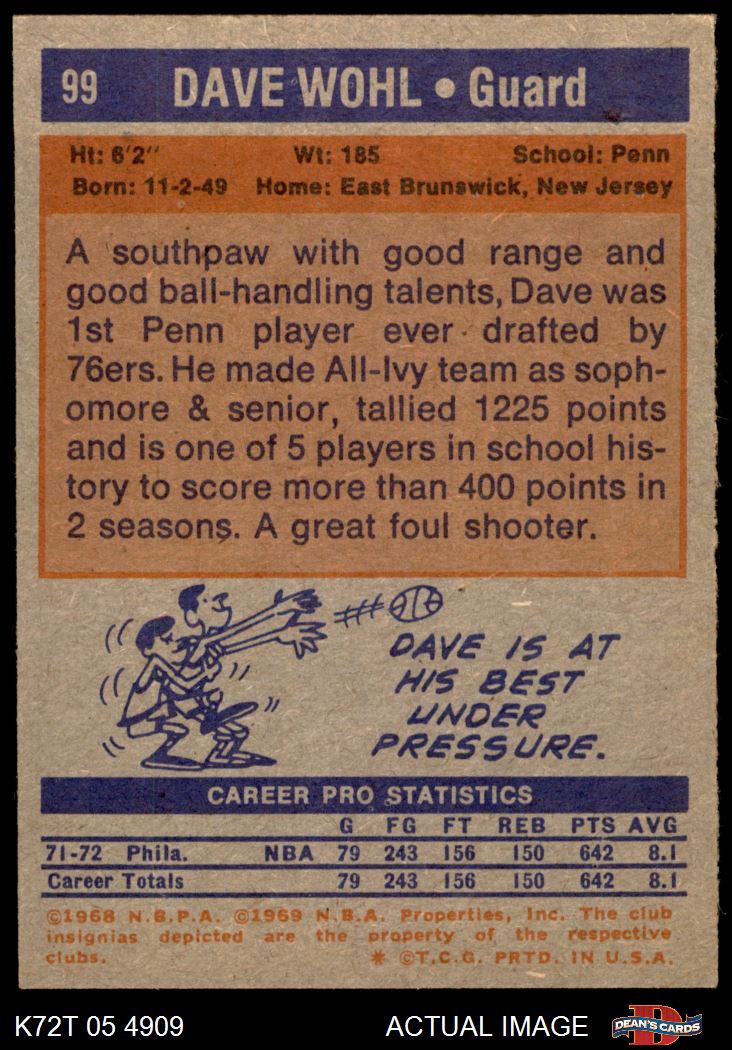 99 DAVE WOHL • Guard
Ht: 6'2" Wt: 185 School: Penn
Born: 11-2-49 Home: East Brunswick, New Jersey
A southpaw with good range and
good ball-handling talents, Dave was
1st Penn player ever drafted by
76ers. He made All-Ivy team as soph-
omore & senior, tallied 1225 points
and is one of 5 players in school his-
tory to score more than 400 points in
2 seasons. A great foul shooter.
DAVE IS AT
HIS BEST
UNDER
PRESSURE.
CAREER PRO STATISTICS
G FG FT REB PTS AVG
71-72 Phila. NBA 79 243 156 150 642 8.1
Career Totals 79 243 156 150 642 8.1
©1968 N.B.P.A. ©1969 N.B.A. Properties, Inc. The club
insignias depicted are the property of the respective
clubs. * ©T.C.G. PRTD. IN U.S.A.
K72T 05 4909 ACTUAL IMAGE DEAN'S CARDS